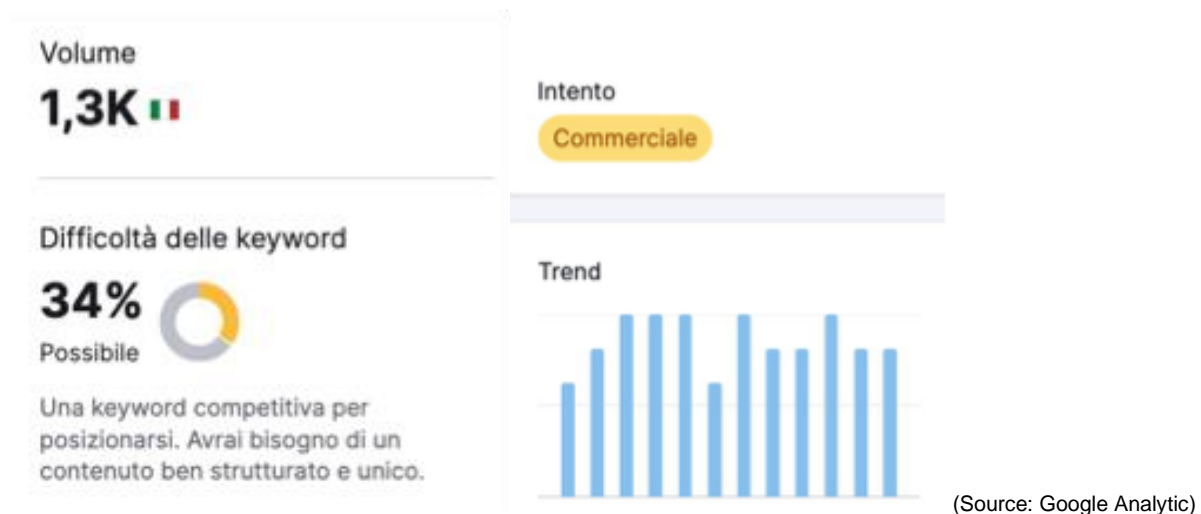 Volume
1,3K
Difficoltà delle keyword
34%
Possibile
Una keyword competitiva per
posizionarsi. Avrai bisogno di un
contenuto ben strutturato e unico.
Intento
Commerciale
Trend
(Source: Google Analytic)